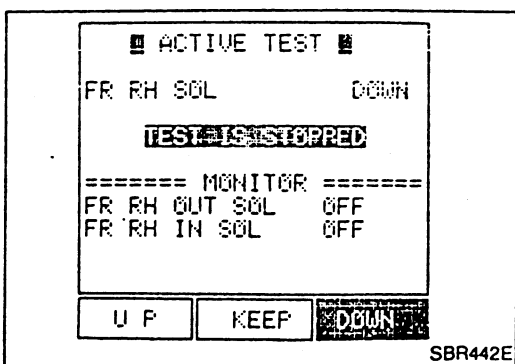 ACTIVE TEST
FR RH SOL DOWN
TEST IS STOPPED
======= MONITOR =======
FR RH OUT SOL OFF
FR RH IN SOL OFF
U P KEEP DOWN
SBR442E